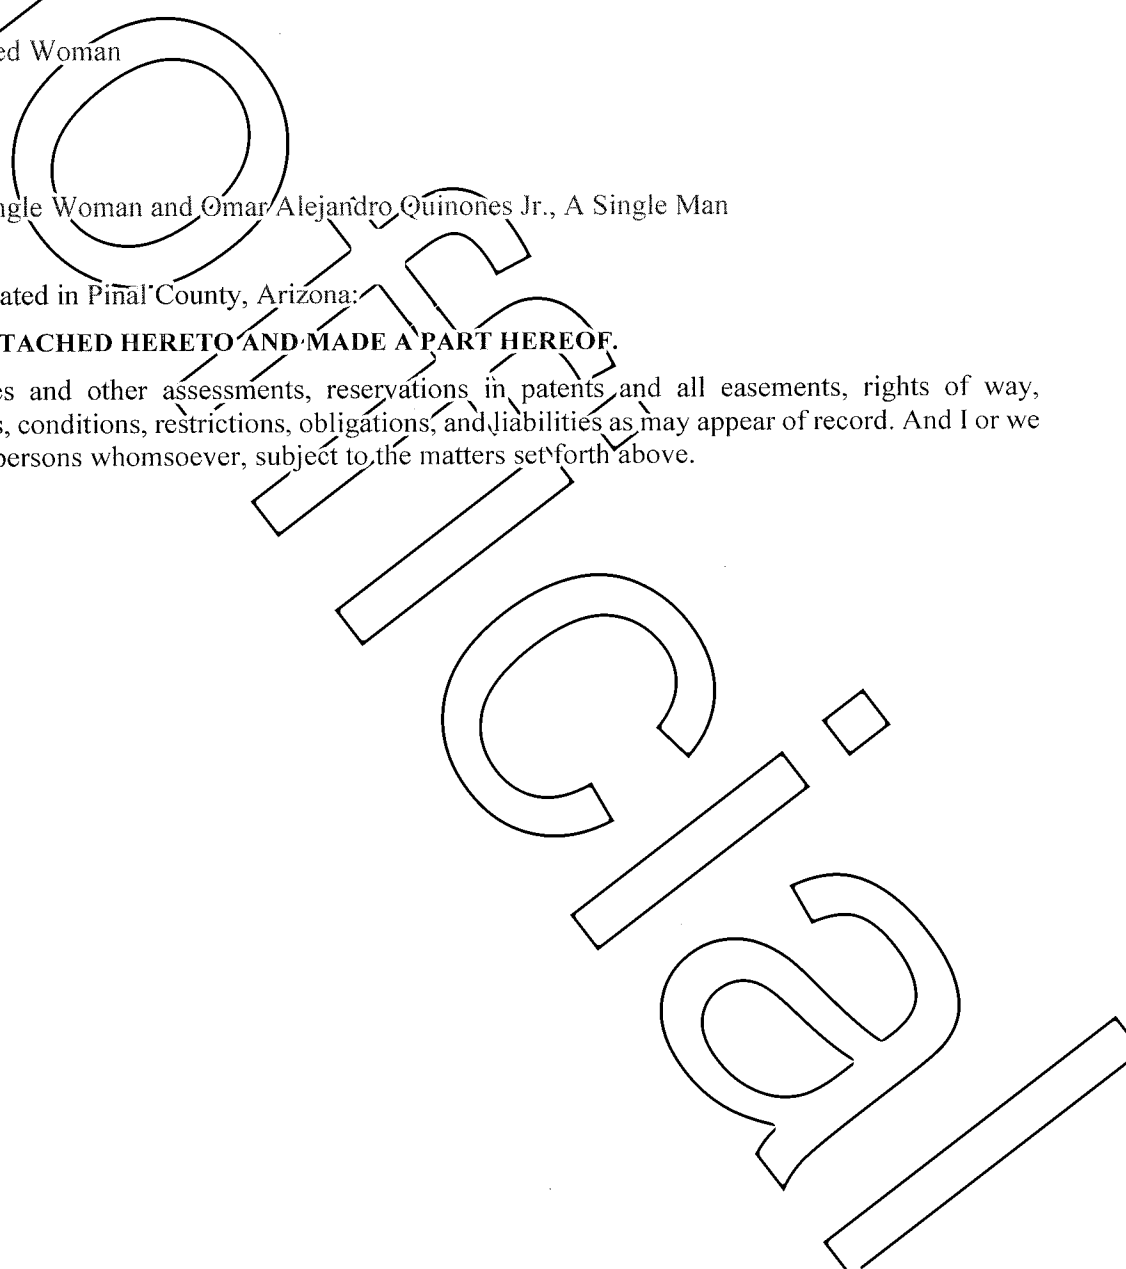 ed Woman
ngle Woman and Omar Alejandro Quinones Jr., A Single Man
ated in Pinal County, Arizona:
TACHED HERETO AND MADE A PART HEREOF.
es and other assessments, reservations in patents and all easements, rights of way,
s, conditions, restrictions, obligations, and liabilities as may appear of record. And I or we
persons whomsoever, subject to the matters set forth above.
official